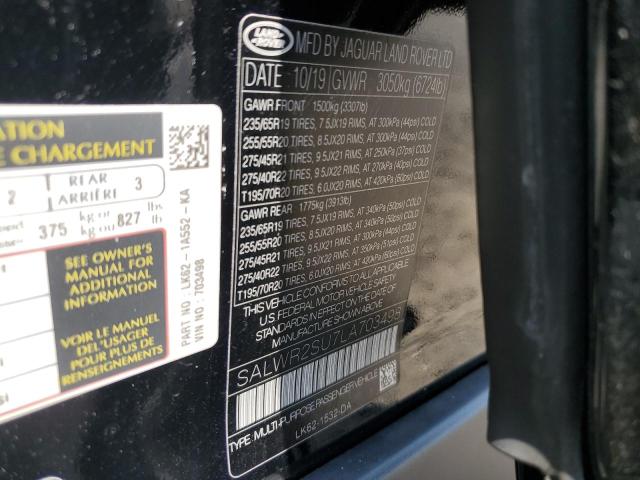 ATION
E CHARGEMENT
2 REAR ARRIÈRE 3
375 kg or kg ou 827 lbs lb
SEE OWNER'S
MANUAL FOR
ADDITIONAL
INFORMATION
VOIR LE MANUEL
DE L'USAGER
POUR PLUS DE
RENSEIGNEMENTS
PART NO: LK62 - 1A552 - KA
VIN NO : 703498
LAND ROVER
MFD BY JAGUAR LAND ROVER LTD
DATE 10/19 GVWR 3050kg (6724lb)
GAWR FRONT 1500kg (3307lb)
235/65R19 TIRES, 7.5JX19 RIMS, AT 300kPa (44psi) COLD
255/55R20 TIRES, 8.5JX20 RIMS, AT 300kPa (44psi) COLD
275/45R21 TIRES, 9.5JX21 RIMS, AT 250kPa (37psi) COLD
275/40R22 TIRES, 9.5JX22 RIMS, AT 270kPa (40psi) COLD
T195/70R20 TIRES, 6.0JX20 RIMS, AT 420kPa (60psi) COLD
GAWR REAR 1775kg (3913lb)
235/65R19 TIRES, 7.5JX19 RIMS, AT 340kPa (50psi) COLD
255/55R20 TIRES, 8.5JX20 RIMS, AT 340kPa (50psi) COLD
275/45R21 TIRES, 9.5JX21 RIMS, AT 350kPa (51psi) COLD
275/40R22 TIRES, 9.5JX22 RIMS, AT 340kPa (50psi) COLD
T195/70R20 TIRES, 6.0JX20 RIMS, AT 420kPa (60psi) COLD
THIS VEHICLE CONFORMS TO ALL APPLICABLE
U.S. FEDERAL MOTOR VEHICLE SAFETY
STANDARDS IN EFFECT ON THE DATE OF
MANUFACTURE SHOWN ABOVE.
SALWR2SU7LA703498
TYPE: MULTI-PURPOSE PASSENGER VEHICLE
LK62-1532-DA